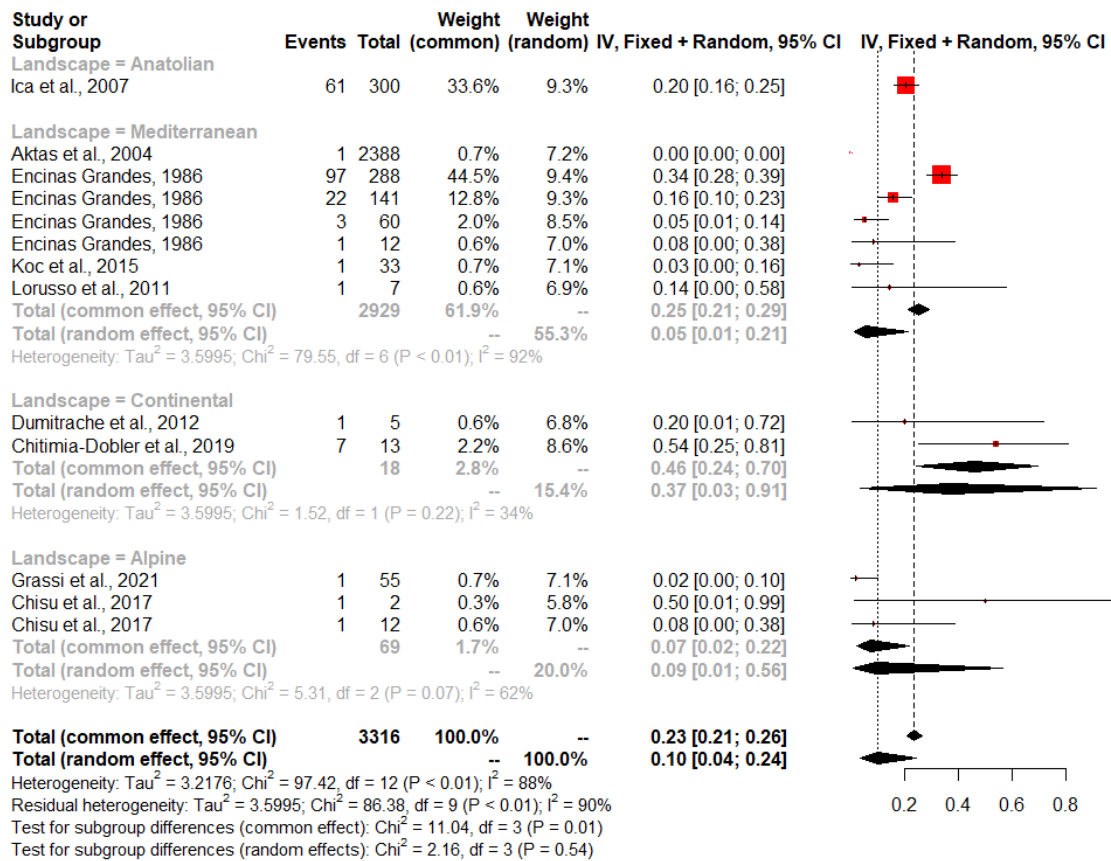 Study or Weight Weight
Subgroup Events Total (common) (random) IV, Fixed + Random, 95% CI IV, Fixed + Random, 95% CI
Landscape = Anatolian
Ica et al., 2007 61 300 33.6% 9.3% 0.20 [0.16; 0.25]
Landscape = Mediterranean
Aktas et al., 2004 1 2388 0.7% 7.2% 0.00 [0.00; 0.00]
Encinas Grandes, 1986 97 288 44.5% 9.4% 0.34 [0.28; 0.39]
Encinas Grandes, 1986 22 141 12.8% 9.3% 0.16 [0.10; 0.23]
Encinas Grandes, 1986 3 60 2.0% 8.5% 0.05 [0.01; 0.14]
Encinas Grandes, 1986 1 12 0.6% 7.0% 0.08 [0.00; 0.38]
Koc et al., 2015 1 33 0.7% 7.1% 0.03 [0.00; 0.16]
Lorusso et al., 2011 1 7 0.6% 6.9% 0.14 [0.00; 0.58]
Total (common effect, 95% CI) 2929 61.9% -- 0.25 [0.21; 0.29]
Total (random effect, 95% CI) -- 55.3% 0.05 [0.01; 0.21]
Heterogeneity: Tau² = 3.5995; Chi² = 79.55, df = 6 (P < 0.01); I² = 92%
Landscape = Continental
Dumitrache et al., 2012 1 5 0.6% 6.8% 0.20 [0.01; 0.72]
Chitimia-Dobler et al., 2019 7 13 2.2% 8.6% 0.54 [0.25; 0.81]
Total (common effect, 95% CI) 18 2.8% -- 0.46 [0.24; 0.70]
Total (random effect, 95% CI) -- 15.4% 0.37 [0.03; 0.91]
Heterogeneity: Tau² = 3.5995; Chi² = 1.52, df = 1 (P = 0.22); I² = 34%
Landscape = Alpine
Grassi et al., 2021 1 55 0.7% 7.1% 0.02 [0.00; 0.10]
Chisu et al., 2017 1 2 0.3% 5.8% 0.50 [0.01; 0.99]
Chisu et al., 2017 1 12 0.6% 7.0% 0.08 [0.00; 0.38]
Total (common effect, 95% CI) 69 1.7% -- 0.07 [0.02; 0.22]
Total (random effect, 95% CI) -- 20.0% 0.09 [0.01; 0.56]
Heterogeneity: Tau² = 3.5995; Chi² = 5.31, df = 2 (P = 0.07); I² = 62%
Total (common effect, 95% CI) 3316 100.0% -- 0.23 [0.21; 0.26]
Total (random effect, 95% CI) -- 100.0% 0.10 [0.04; 0.24]
Heterogeneity: Tau² = 3.2176; Chi² = 97.42, df = 12 (P < 0.01); I² = 88%
Residual heterogeneity: Tau² = 3.5995; Chi² = 86.38, df = 9 (P < 0.01); I² = 90%
0.2 0.4 0.6 0.8
Test for subgroup differences (common effect): Chi² = 11.04, df = 3 (P = 0.01)
Test for subgroup differences (random effects): Chi² = 2.16, df = 3 (P = 0.54)